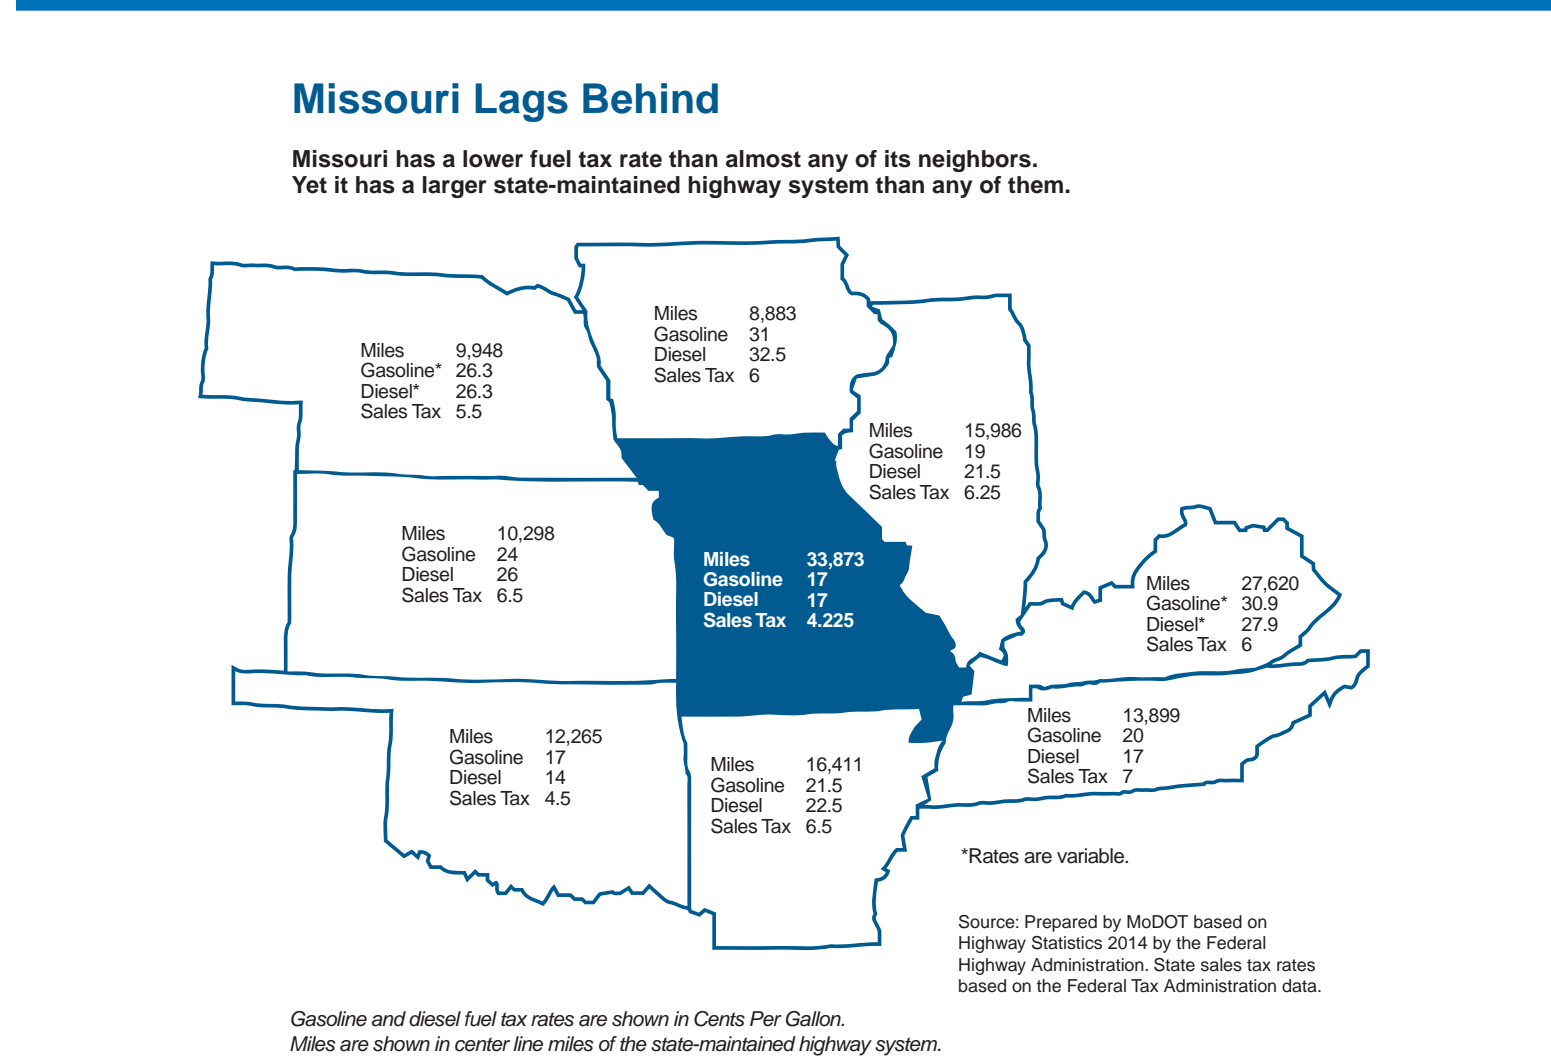 Missouri Lags Behind
Missouri has a lower fuel tax rate than almost any of its neighbors.
Yet it has a larger state-maintained highway system than any of them.
Miles 9,948
Gasoline* 26.3
Diesel* 26.3
Sales Tax 5.5
Miles 8,883
Gasoline 31
Diesel 32.5
Sales Tax 6
Miles 15,986
Gasoline 19
Diesel 21.5
Sales Tax 6.25
Miles 10,298
Gasoline 24
Diesel 26
Sales Tax 6.5
Miles 33,873
Gasoline 17
Diesel 17
Sales Tax 4.225
Miles 27,620
Gasoline* 30.9
Diesel* 27.9
Sales Tax 6
Miles 12,265
Gasoline 17
Diesel 14
Sales Tax 4.5
Miles 16,411
Gasoline 21.5
Diesel 22.5
Sales Tax 6.5
Miles 13,899
Gasoline 20
Diesel 17
Sales Tax 7
*Rates are variable.
Source: Prepared by MoDOT based on
Highway Statistics 2014 by the Federal
Highway Administration. State sales tax rates
based on the Federal Tax Administration data.
Gasoline and diesel fuel tax rates are shown in Cents Per Gallon.
Miles are shown in center line miles of the state-maintained highway system.